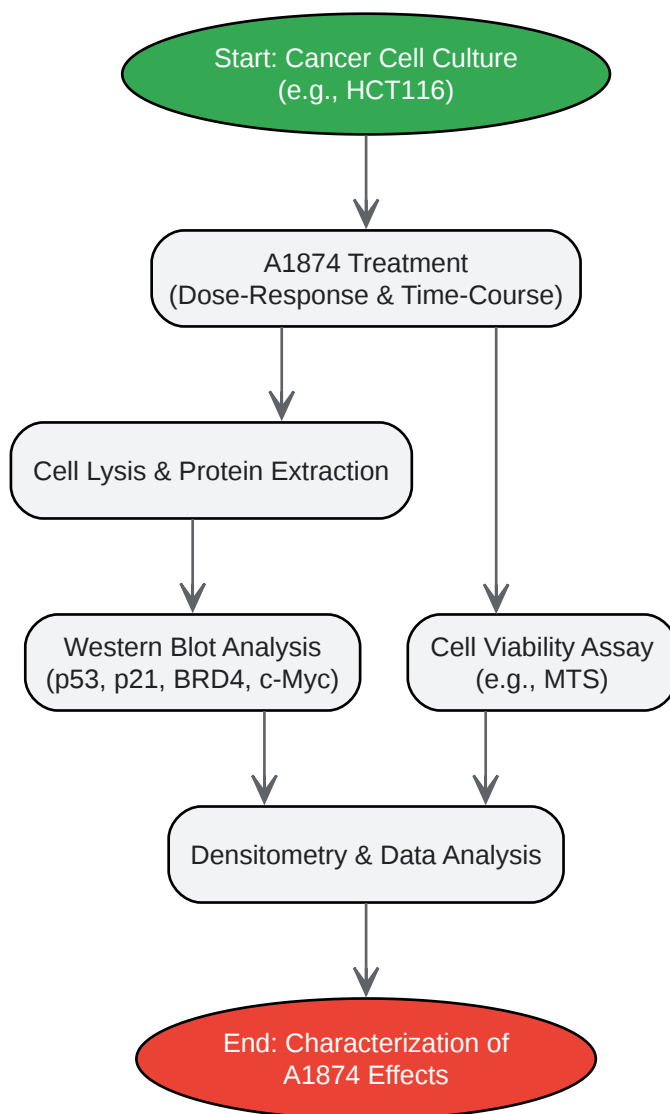 Start: Cancer Cell Culture
(e.g., HCT116)
A1874 Treatment
(Dose-Response & Time-Course)
Cell Lysis & Protein Extraction
Western Blot Analysis
(p53, p21, BRD4, c-Myc)
Cell Viability Assay
(e.g., MTS)
Densitometry & Data Analysis
End: Characterization of
A1874 Effects